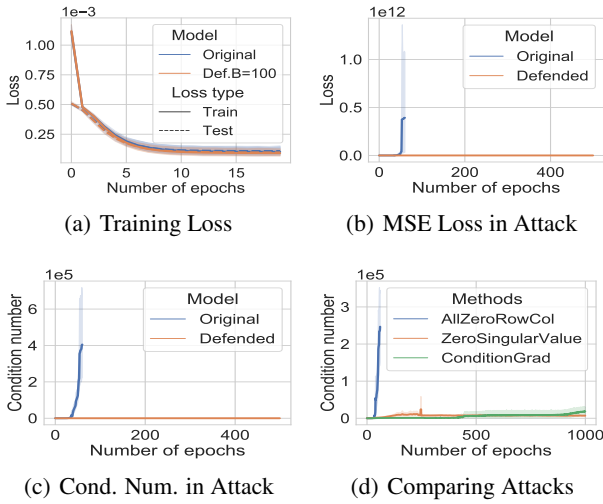 1e−3
Loss
1.00
0.75
0.50
0.25
0 5 10 15
Number of epochs
Model
Original
Def.B=100
Loss type
Train
Test
(a) Training Loss
1e12
Loss
1.0
0.5
0.0
0 200 400
Number of epochs
Model
Original
Defended
(b) MSE Loss in Attack
1e5
Condition number
6
4
2
0
0 200 400
Number of epochs
Model
Original
Defended
(c) Cond. Num. in Attack
1e5
Condition number
3
2
1
0
0 500 1000
Number of epochs
Methods
AllZeroRowCol
ZeroSingularValue
ConditionGrad
(d) Comparing Attacks